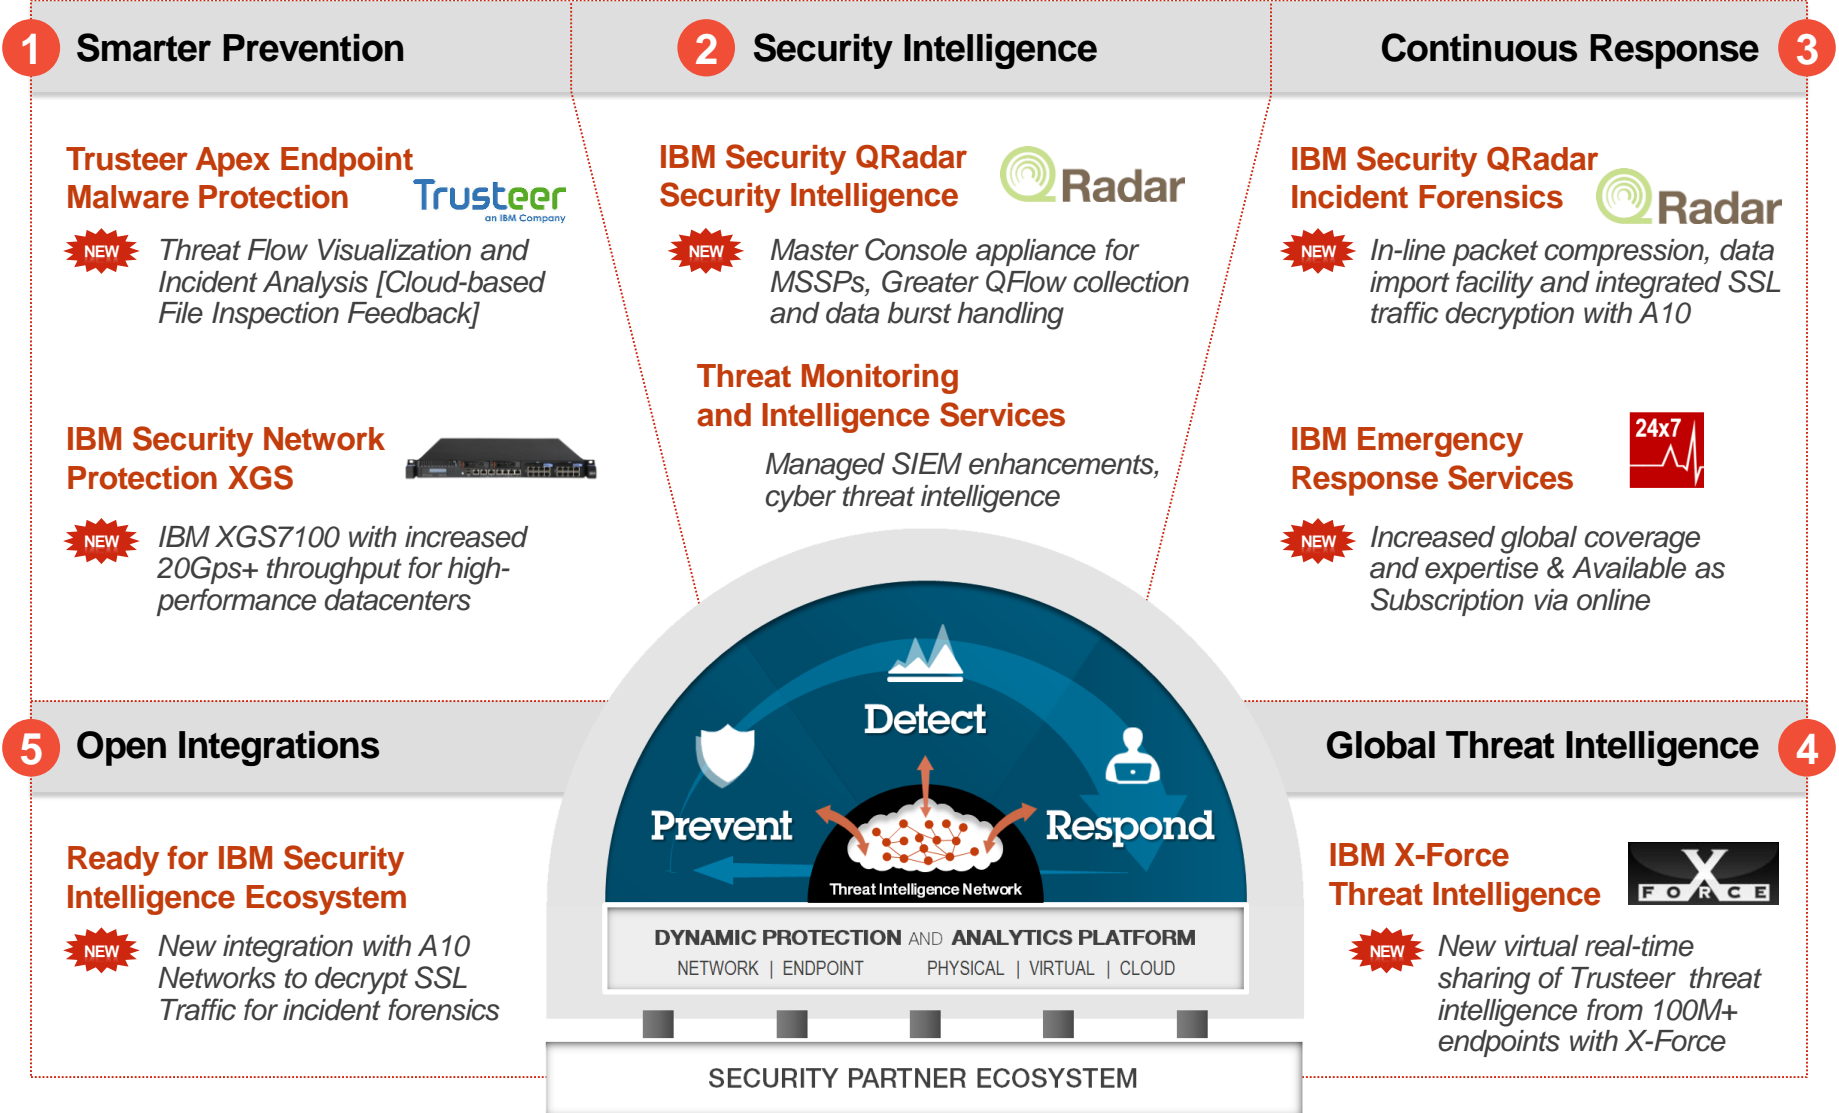 1 Smarter Prevention
Trusteer Apex Endpoint
Malware Protection
Trusteer
an IBM Company
NEW
Threat Flow Visualization and
Incident Analysis [Cloud-based
File Inspection Feedback]
IBM Security Network
Protection XGS
NEW
IBM XGS7100 with increased
20Gps+ throughput for high-
performance datacenters
2 Security Intelligence
IBM Security QRadar
Security Intelligence
QRadar
NEW
Master Console appliance for
MSSPs, Greater QFlow collection
and data burst handling
Threat Monitoring
and Intelligence Services
Managed SIEM enhancements,
cyber threat intelligence
Continuous Response 3
IBM Security QRadar
Incident Forensics
QRadar
NEW
In-line packet compression, data
import facility and integrated SSL
traffic decryption with A10
IBM Emergency
Response Services
24x7
NEW
Increased global coverage
and expertise & Available as
Subscription via online
5 Open Integrations
Ready for IBM Security
Intelligence Ecosystem
NEW
New integration with A10
Networks to decrypt SSL
Traffic for incident forensics
Detect
Prevent
Respond
Threat Intelligence Network
DYNAMIC PROTECTION AND ANALYTICS PLATFORM
NETWORK | ENDPOINT PHYSICAL | VIRTUAL | CLOUD
SECURITY PARTNER ECOSYSTEM
Global Threat Intelligence 4
IBM X-Force
Threat Intelligence
X
FORCE
NEW
New virtual real-time
sharing of Trusteer threat
intelligence from 100M+
endpoints with X-Force